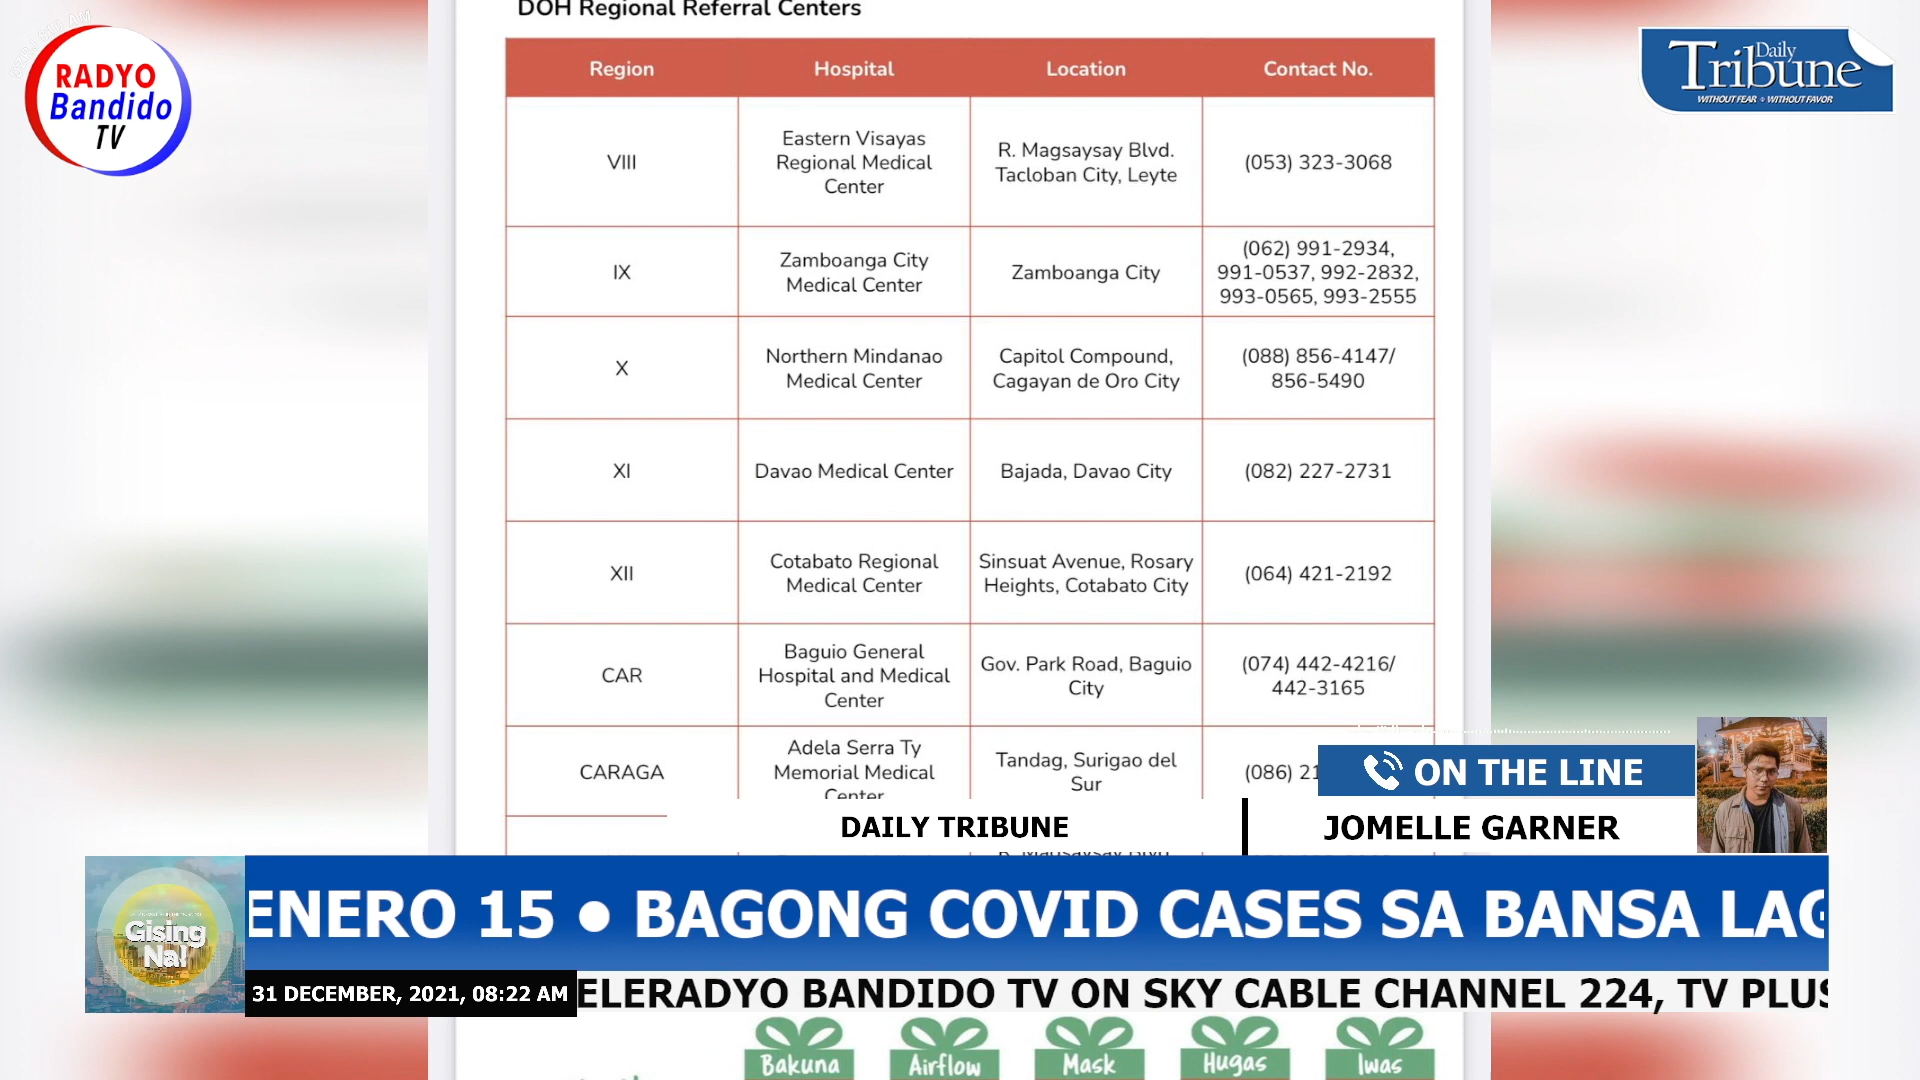 DOH Regional Referral Centers
RADYO
Bandido
TV
Daily
Tribune
WITHOUT FEAR + WITHOUT FAVOR
Region Hospital Location Contact No.
VIII
Eastern Visayas
Regional Medical
Center
R. Magsaysay Blvd.
Tacloban City, Leyte
(053) 323-3068
IX
Zamboanga City
Medical Center
Zamboanga City
(062) 991-2934,
991-0537, 992-2832,
993-0565, 993-2555
X
Northern Mindanao
Medical Center
Capitol Compound,
Cagayan de Oro City
(088) 856-4147/
856-5490
XI
Davao Medical Center
Bajada, Davao City
(082) 227-2731
XII
Cotabato Regional
Medical Center
Sinsuat Avenue, Rosary
Heights, Cotabato City
(064) 421-2192
CAR
Baguio General
Hospital and Medical
Center
Gov. Park Road, Baguio
City
(074) 442-4216/
442-3165
CARAGA
Adela Serra Ty
Memorial Medical
Center
Tandag, Surigao del
Sur
(086) 21
ON THE LINE
DAILY TRIBUNE
JOMELLE GARNER
Gising
Na!
ENERO 15 ● BAGONG COVID CASES SA BANSA LAG
31 DECEMBER, 2021, 08:22 AM
ELERADYO BANDIDO TV ON SKY CABLE CHANNEL 224, TV PLUS
Bakuna Airflow Mask Hugas Iwas